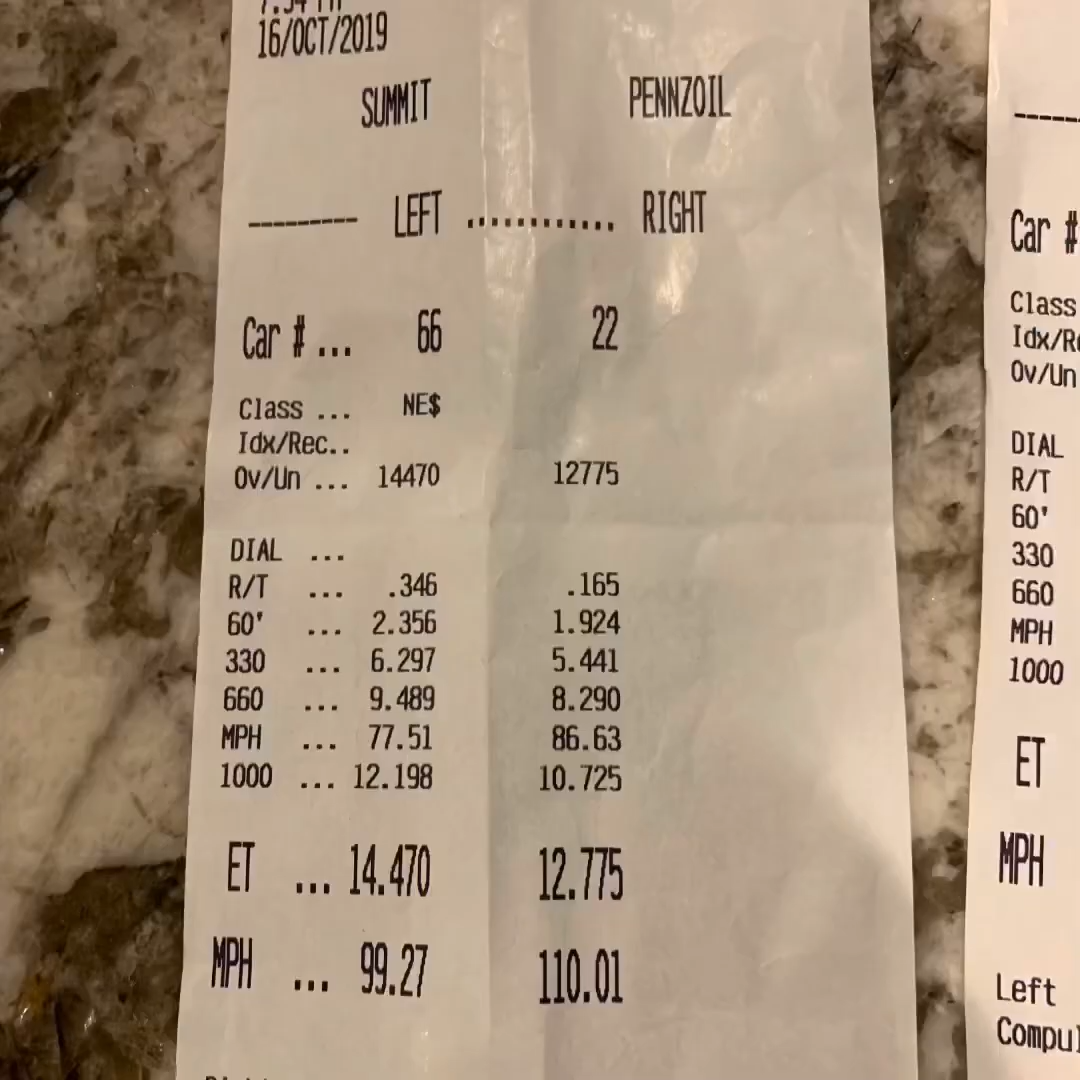 16/OCT/2019
SUMMIT PENNZOIL
--------- LEFT ............ RIGHT
Car # ... 66 22
Class ... NE$
Idx/Rec..
Ov/Un ... 14470 12775
DIAL ...
R/T ... .346 .165
60' ... 2.356 1.924
330 ... 6.297 5.441
660 ... 9.489 8.290
MPH ... 77.51 86.63
1000 ... 12.198 10.725
ET ... 14.470 12.775
MPH ... 99.27 110.01
Car #
Class
Ov/Un
DIAL
R/T
60'
330
660
MPH
1000
ET
MPH
Left